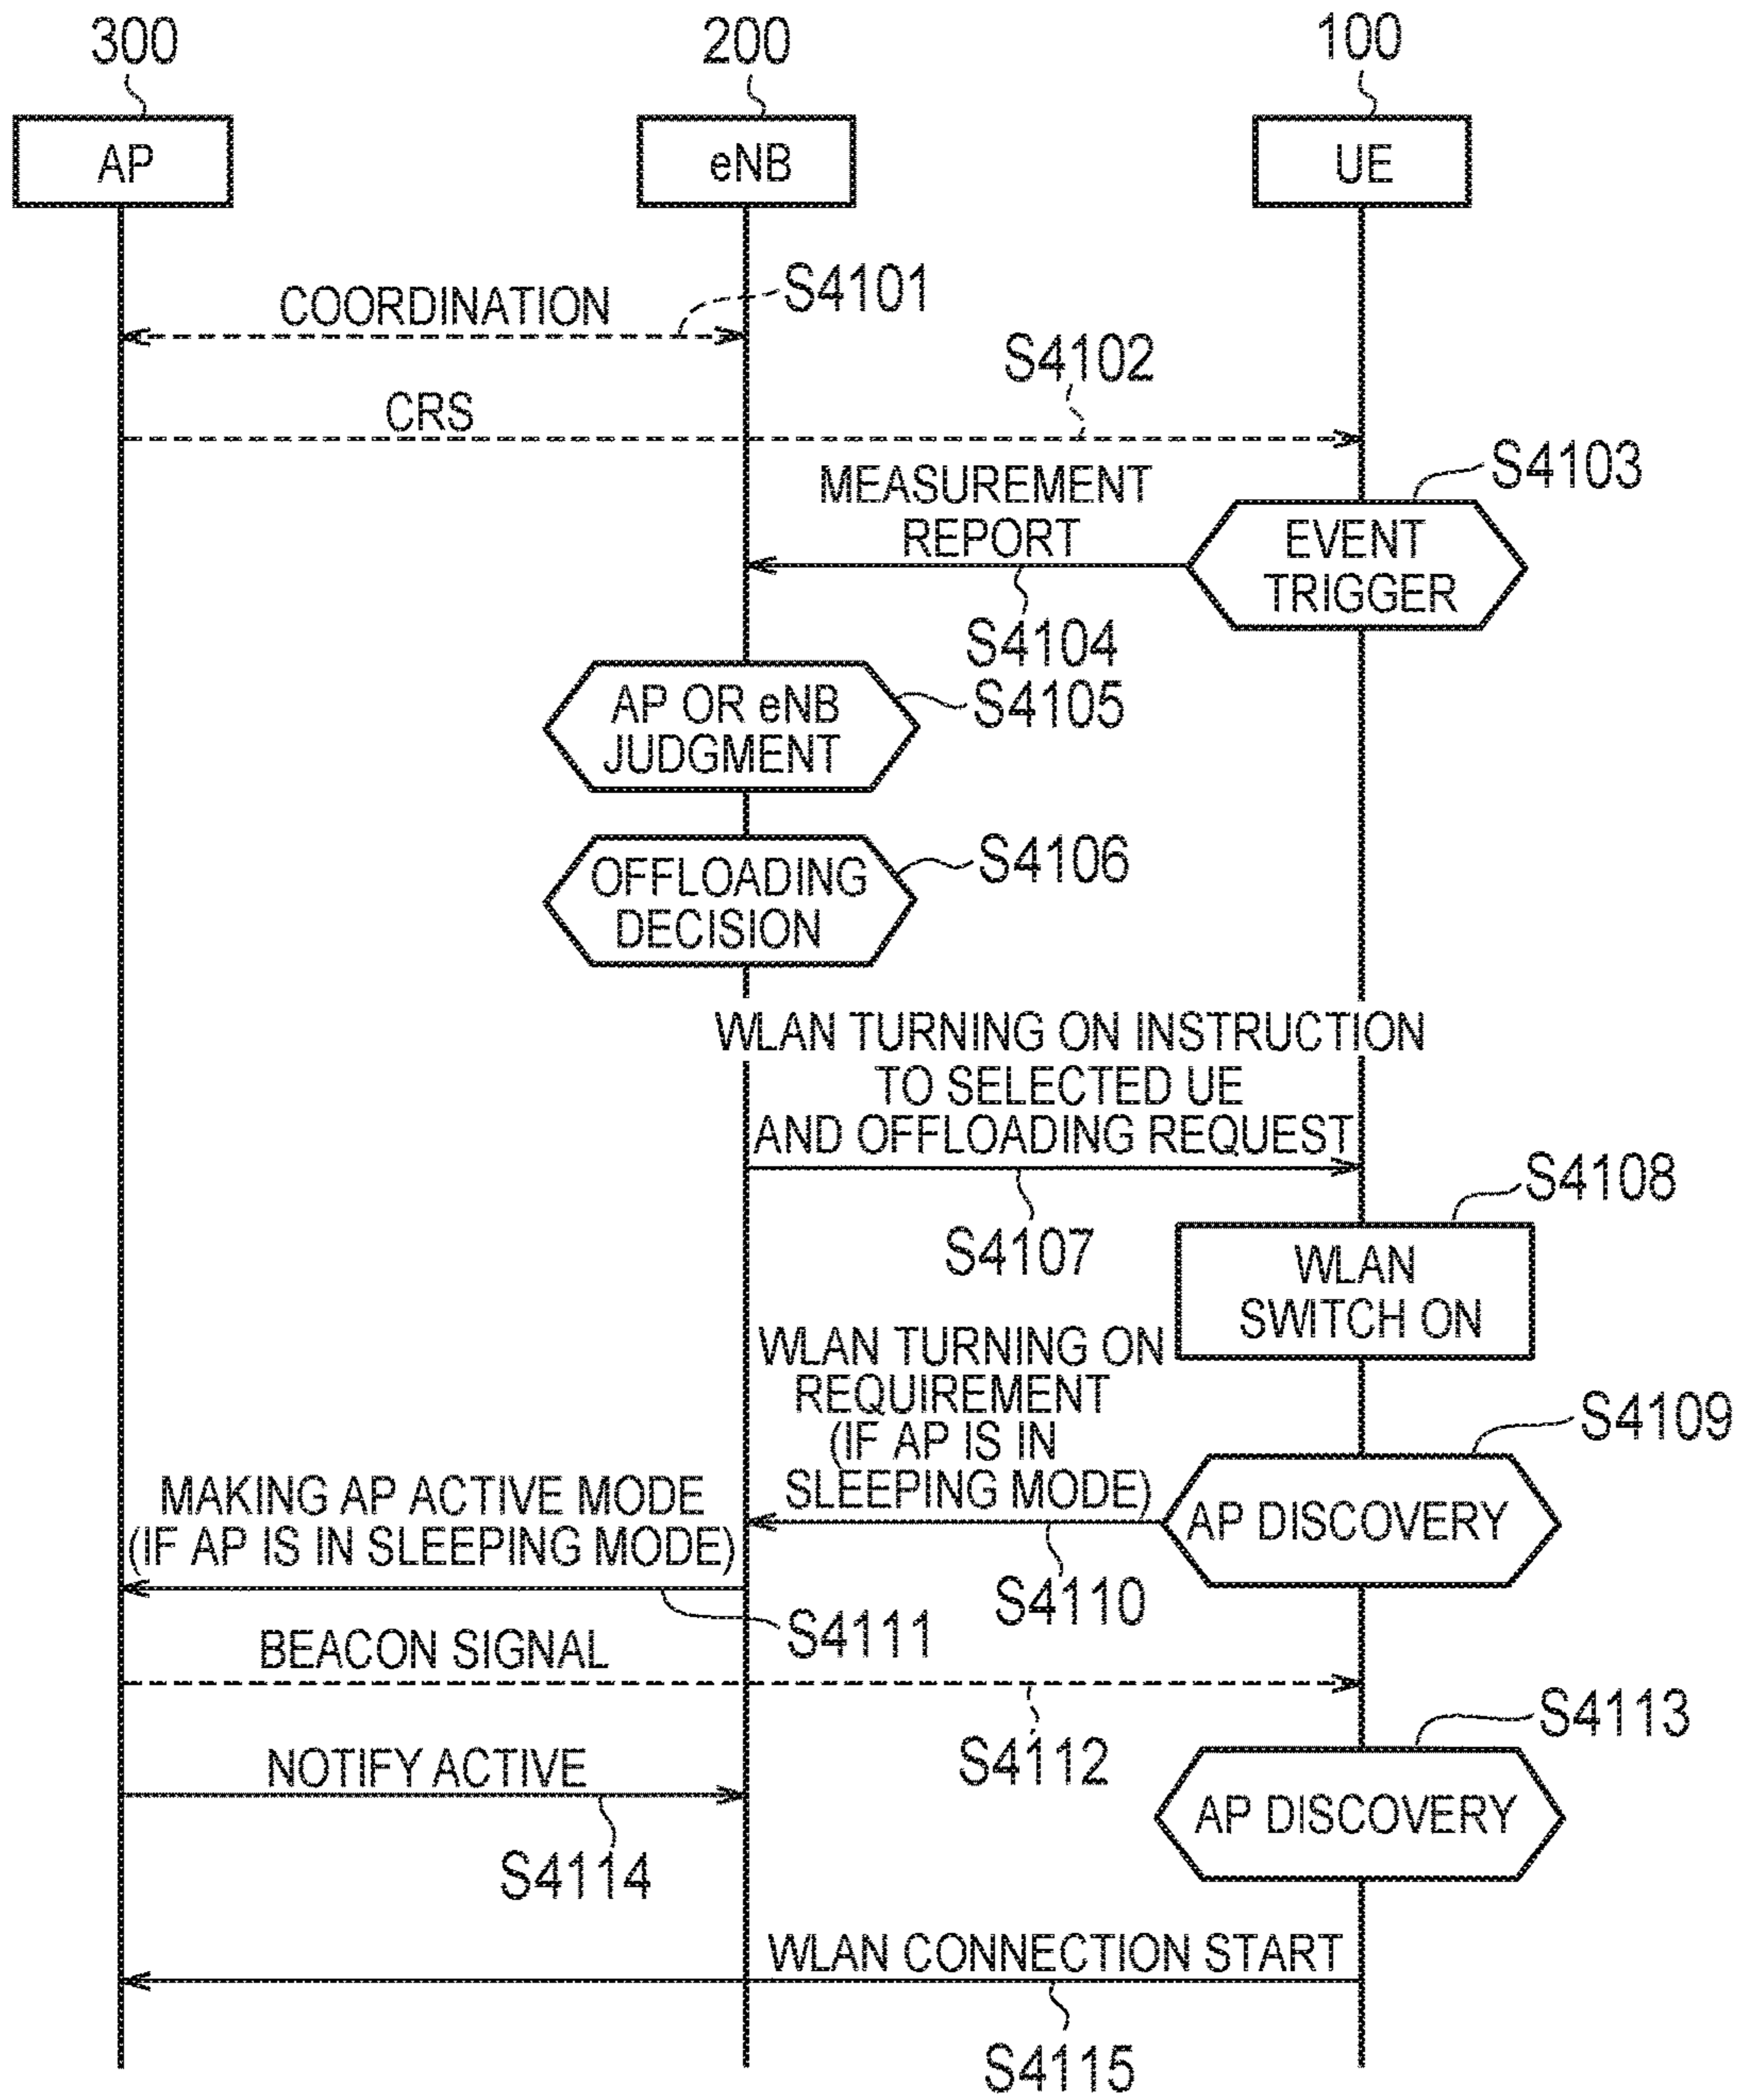 300
200
100
AP
eNB
UE
COORDINATION
S4101
S4102
CRS
MEASUREMENT
REPORT
S4103
EVENT
TRIGGER
S4104
AP OR eNB
JUDGMENT
S4105
OFFLOADING
DECISION
S4106
WLAN TURNING ON INSTRUCTION
TO SELECTED UE
AND OFFLOADING REQUEST
S4107
S4108
WLAN
SWITCH ON
WLAN TURNING ON
REQUIREMENT
(IF AP IS IN
SLEEPING MODE)
S4109
AP DISCOVERY
MAKING AP ACTIVE MODE
(IF AP IS IN SLEEPING MODE)
S4110
S4111
BEACON SIGNAL
S4112
S4113
NOTIFY ACTIVE
AP DISCOVERY
S4114
WLAN CONNECTION START
S4115